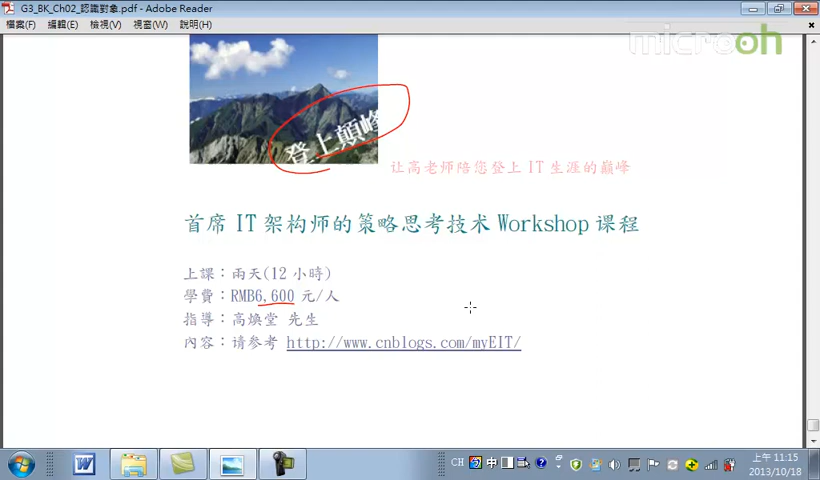 G3_BK_Ch02_認識對象.pdf - Adobe Reader
檔案(F) 編輯(E) 檢視(V) 視窗(W) 說明(H)
microoh
登上顛峰
让高老师陪您登上 IT 生涯的巅峰
首席 IT 架构师的策略思考技术 Workshop 课程
上課：兩天(12 小時)
學費：RMB6,600 元/人
指導：高煥堂 先生
內容：请参考 http://www.cnblogs.com/myEIT/
CH 中
上午 11:15
2013/10/18